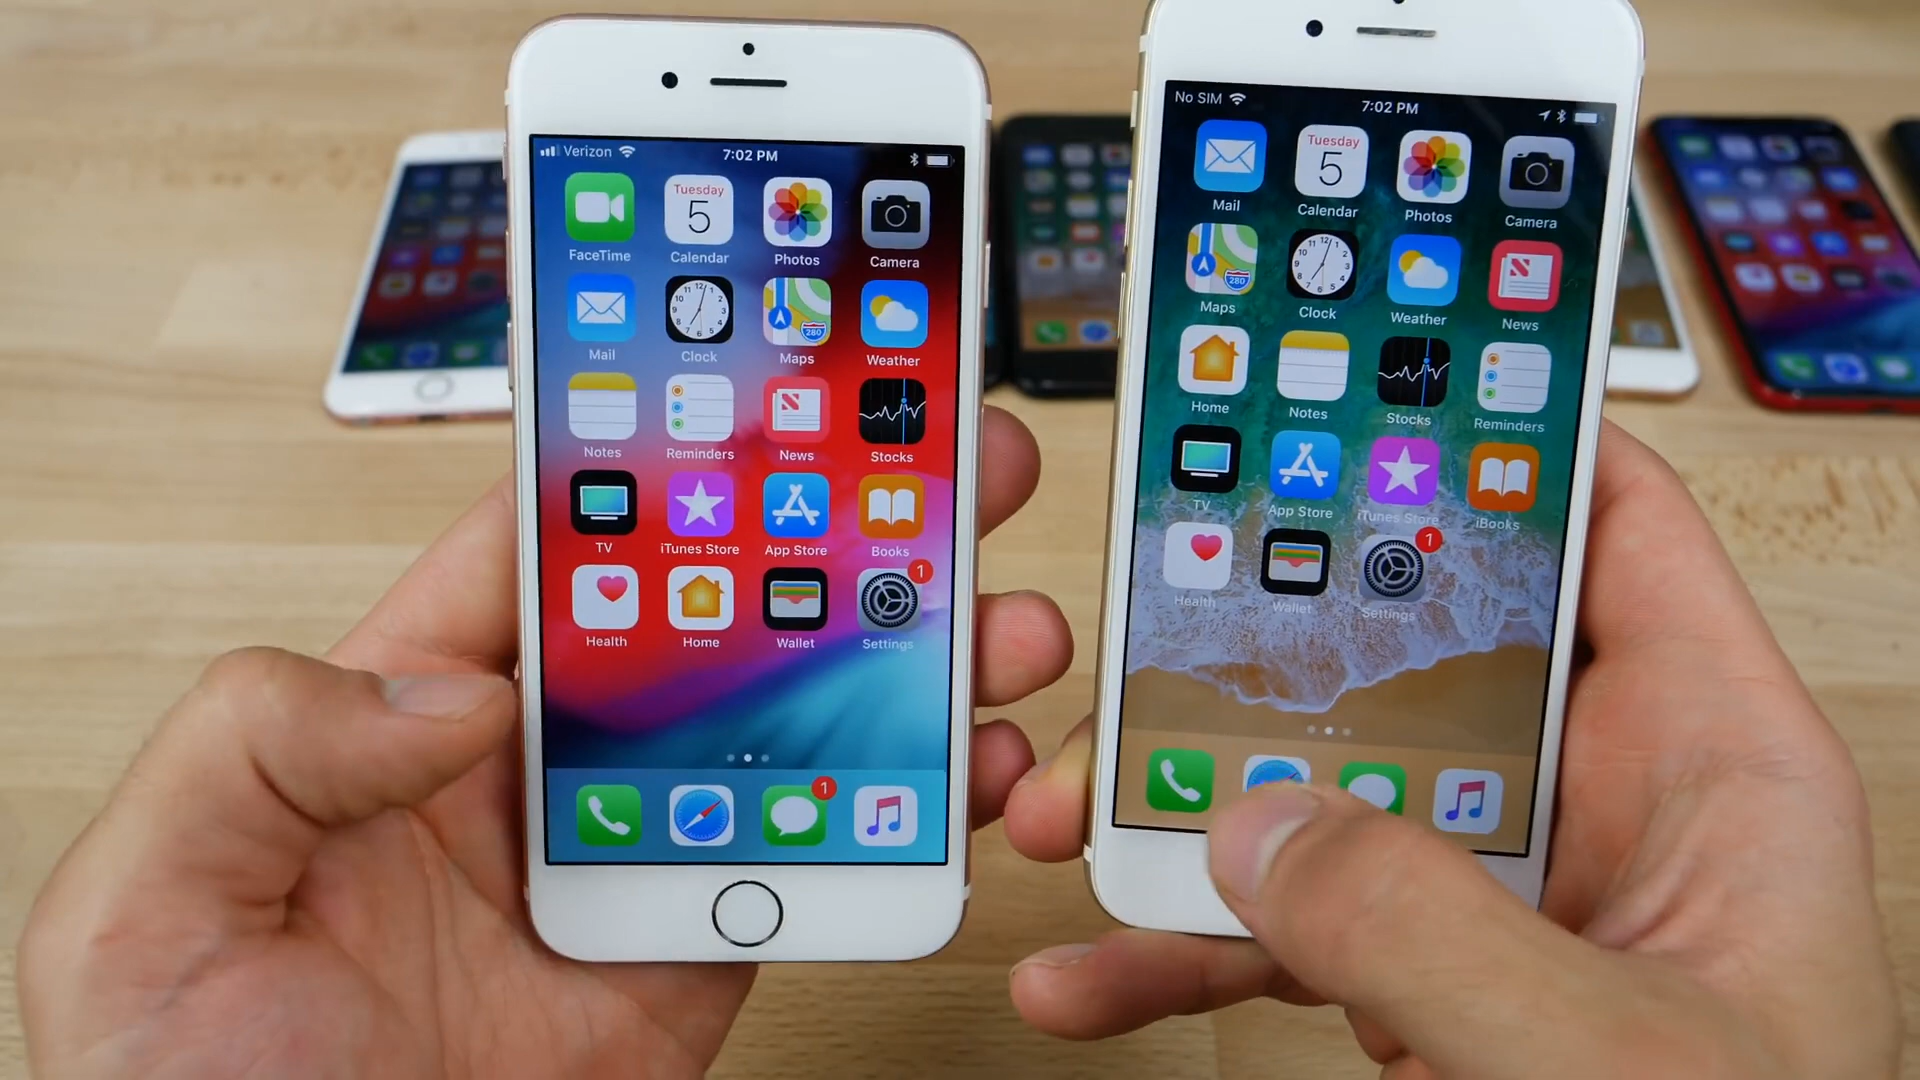 Verizon 7:02 PM
FaceTime
Tuesday
5
Calendar
Photos
Camera
Mail
Clock
280
Maps
Weather
Notes
Reminders
News
Stocks
TV
iTunes Store
App Store
Books
Health
Home
Wallet
1
Settings
1
No SIM 7:02 PM
Mail
Tuesday
5
Calendar
Photos
Camera
280
Maps
Clock
Weather
News
Home
Notes
Stocks
Reminders
TV
App Store
iTunes Store
iBooks
Health
Wallet
1
Settings